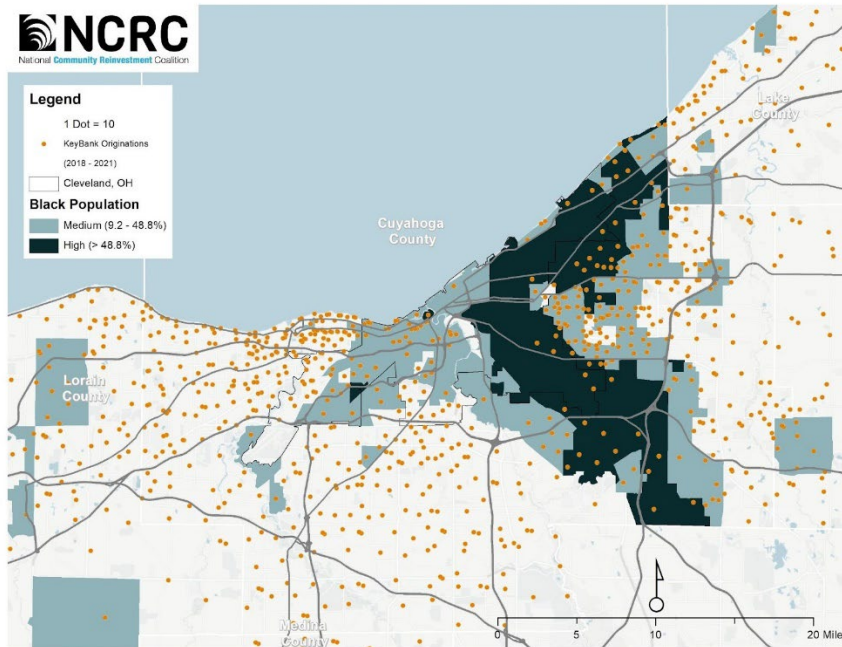 NCRC
National Community Reinvestment Coalition
Legend
1 Dot = 10
KeyBank Originations
(2018 - 2021)
Cleveland, OH
Black Population
Medium (9.2 - 48.8%)
High (> 48.8%)
Lake
County
Cuyahoga
County
Lorain
County
Medina
County
0 5 10 20 Mile